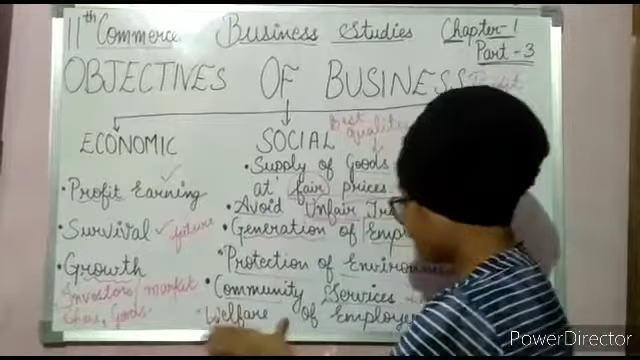 11th Commerce Business Studies Chapter-1
Part-3
OBJECTIVES OF BUSINESS
ECONOMIC
• Profit Earning
• Survival future
• Growth
Investors/market
SOCIAL
Best quality
• Supply of Goods
at fair prices
• Avoid Unfair
• Generation of
• Protection of
• Community Services
• Welfare of
PowerDirector